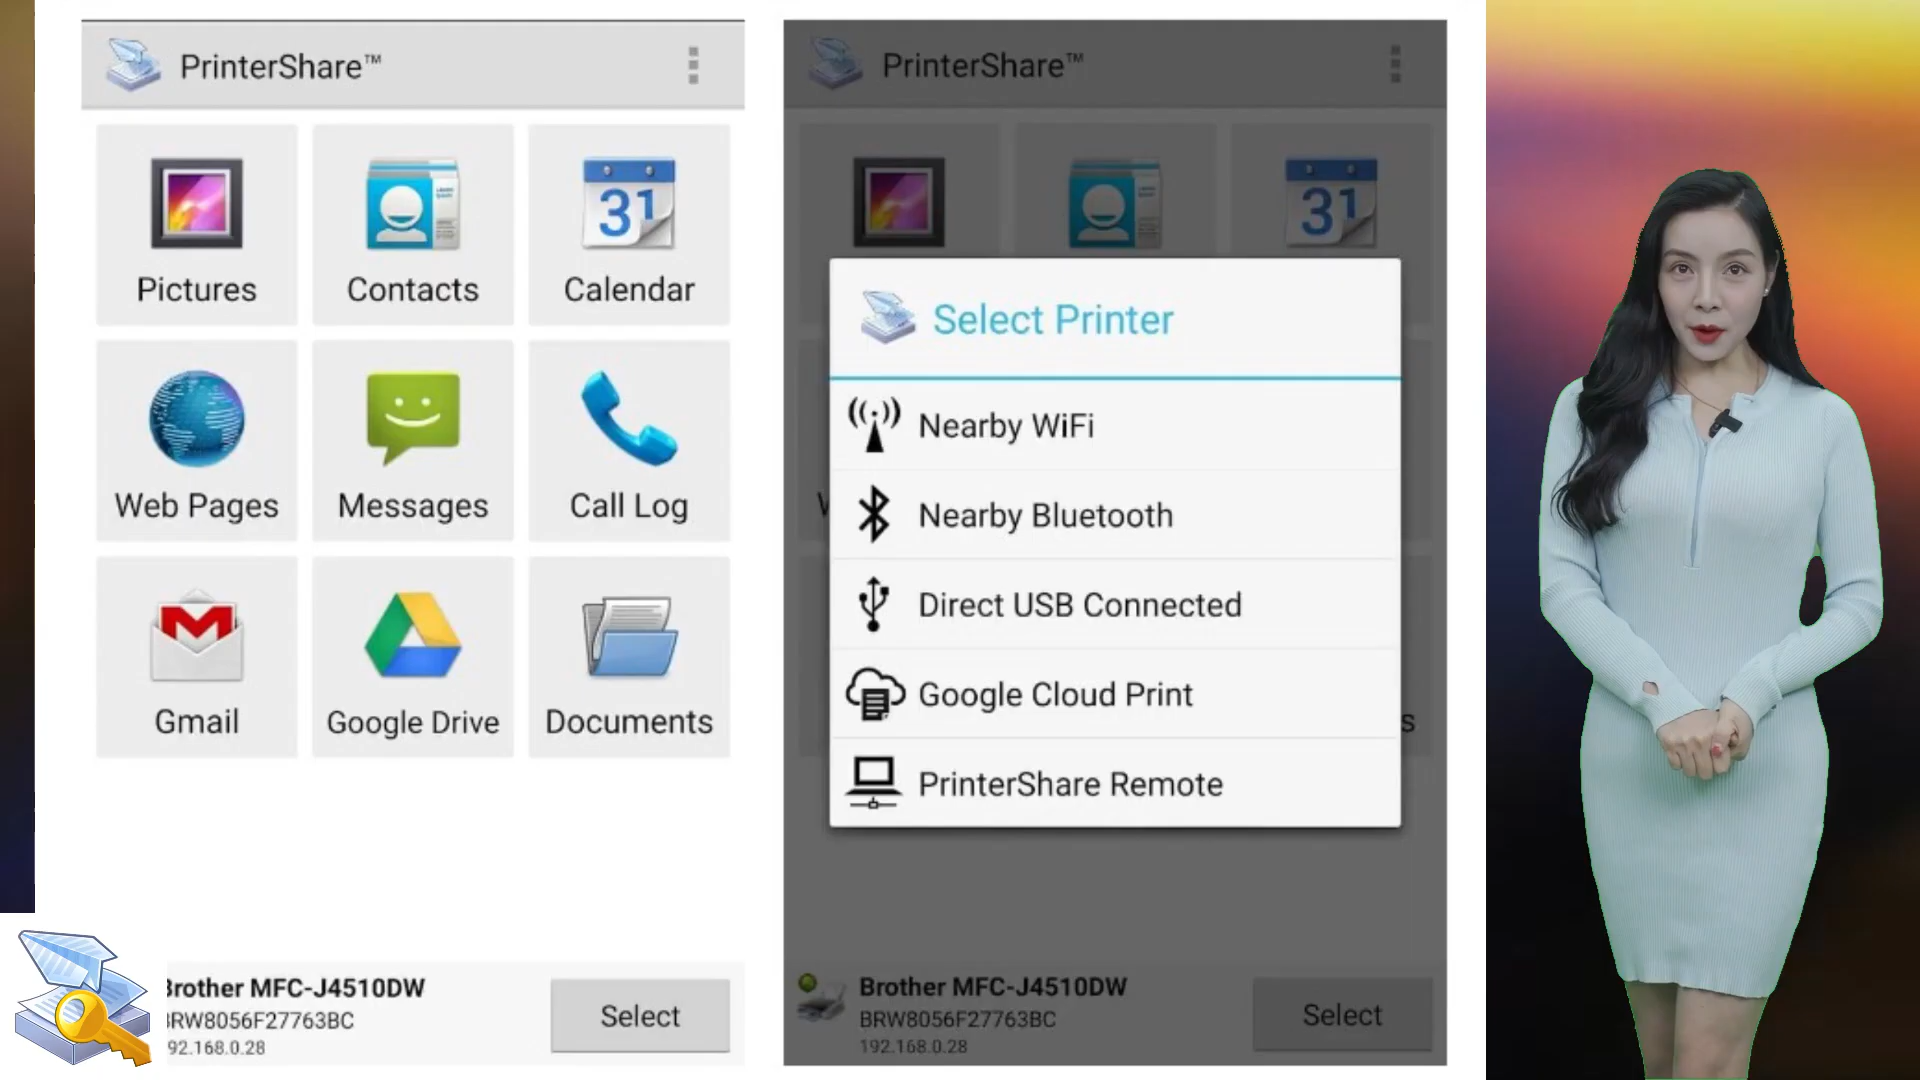 PrinterShare™
Pictures
Contacts
Calendar
31
Web Pages
Messages
Call Log
Gmail
Google Drive
Documents
Brother MFC-J4510DW
BRW8056F27763BC
92.168.0.28
Select
PrinterShare™
31
Select Printer
Nearby WiFi
Nearby Bluetooth
Direct USB Connected
Google Cloud Print
PrinterShare Remote
W
s
Brother MFC-J4510DW
BRW8056F27763BC
192.168.0.28
Select